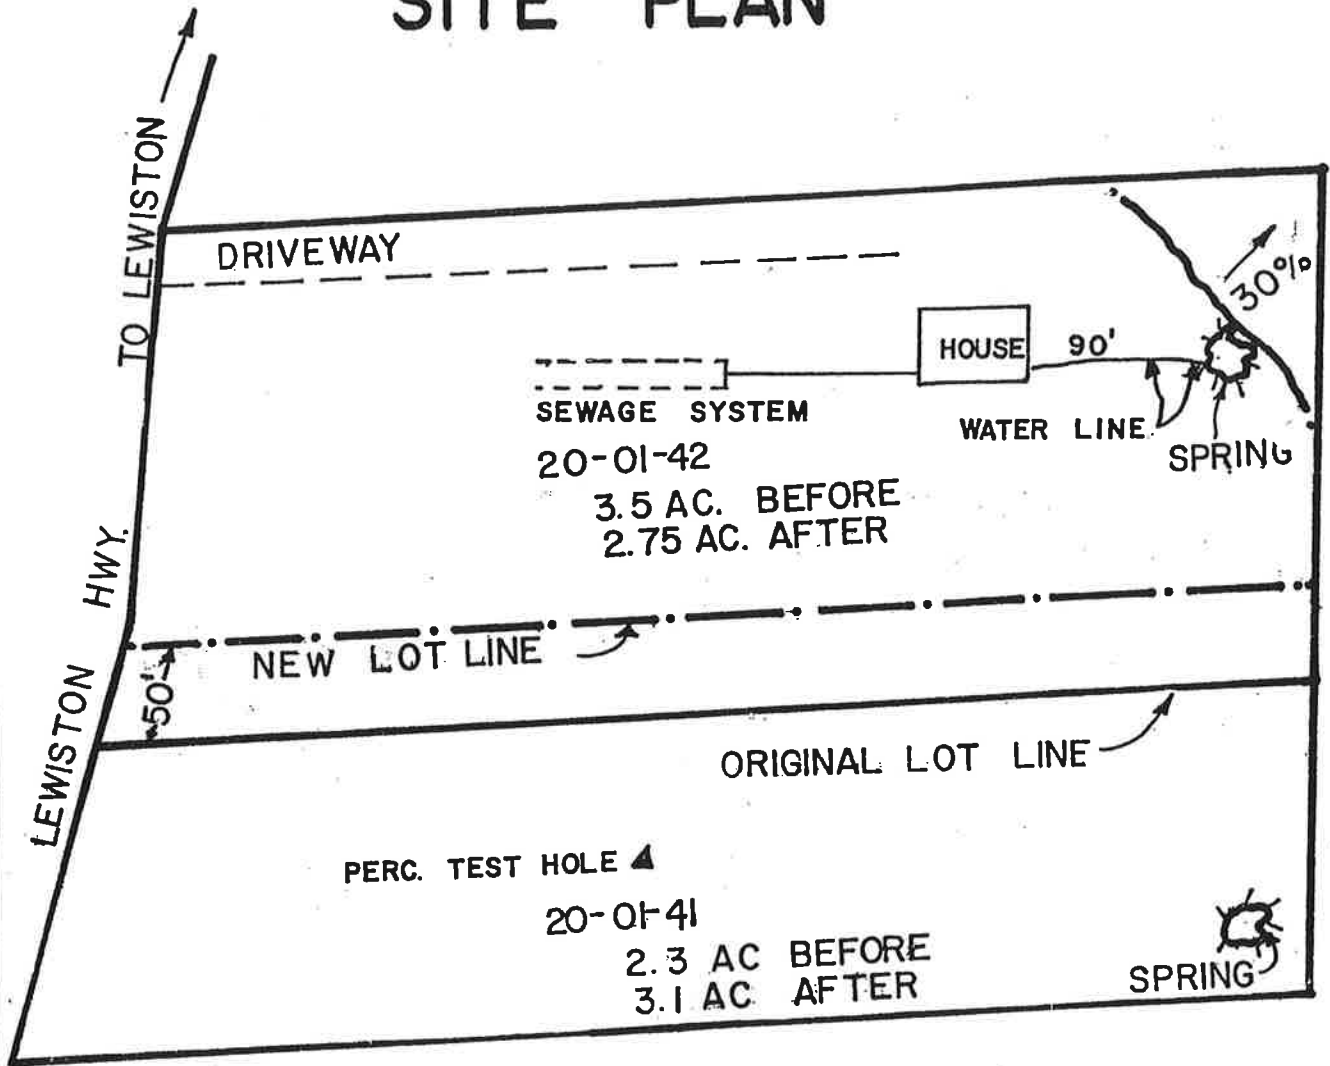 SITE PLAN
TO LEWISTON
DRIVEWAY
30%
HOUSE
90'
SEWAGE SYSTEM
WATER LINE
SPRING
20-01-42
3.5 AC. BEFORE
2.75 AC. AFTER
LEWISTON HWY.
NEW LOT LINE
50'
ORIGINAL LOT LINE
PERC. TEST HOLE
20-01-41
2.3 AC BEFORE
3.1 AC AFTER
SPRING